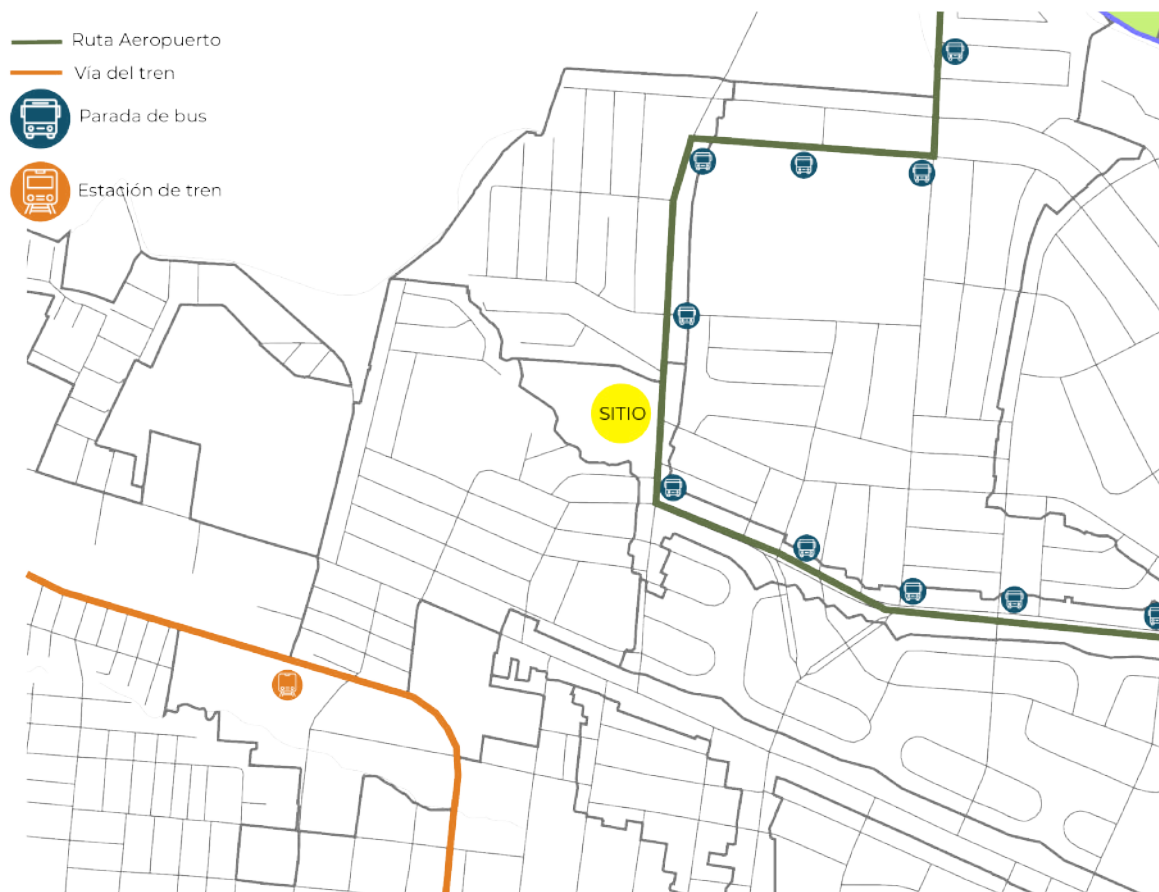 Ruta Aeropuerto
Vía del tren
Parada de bus
Estación de tren
SITIO